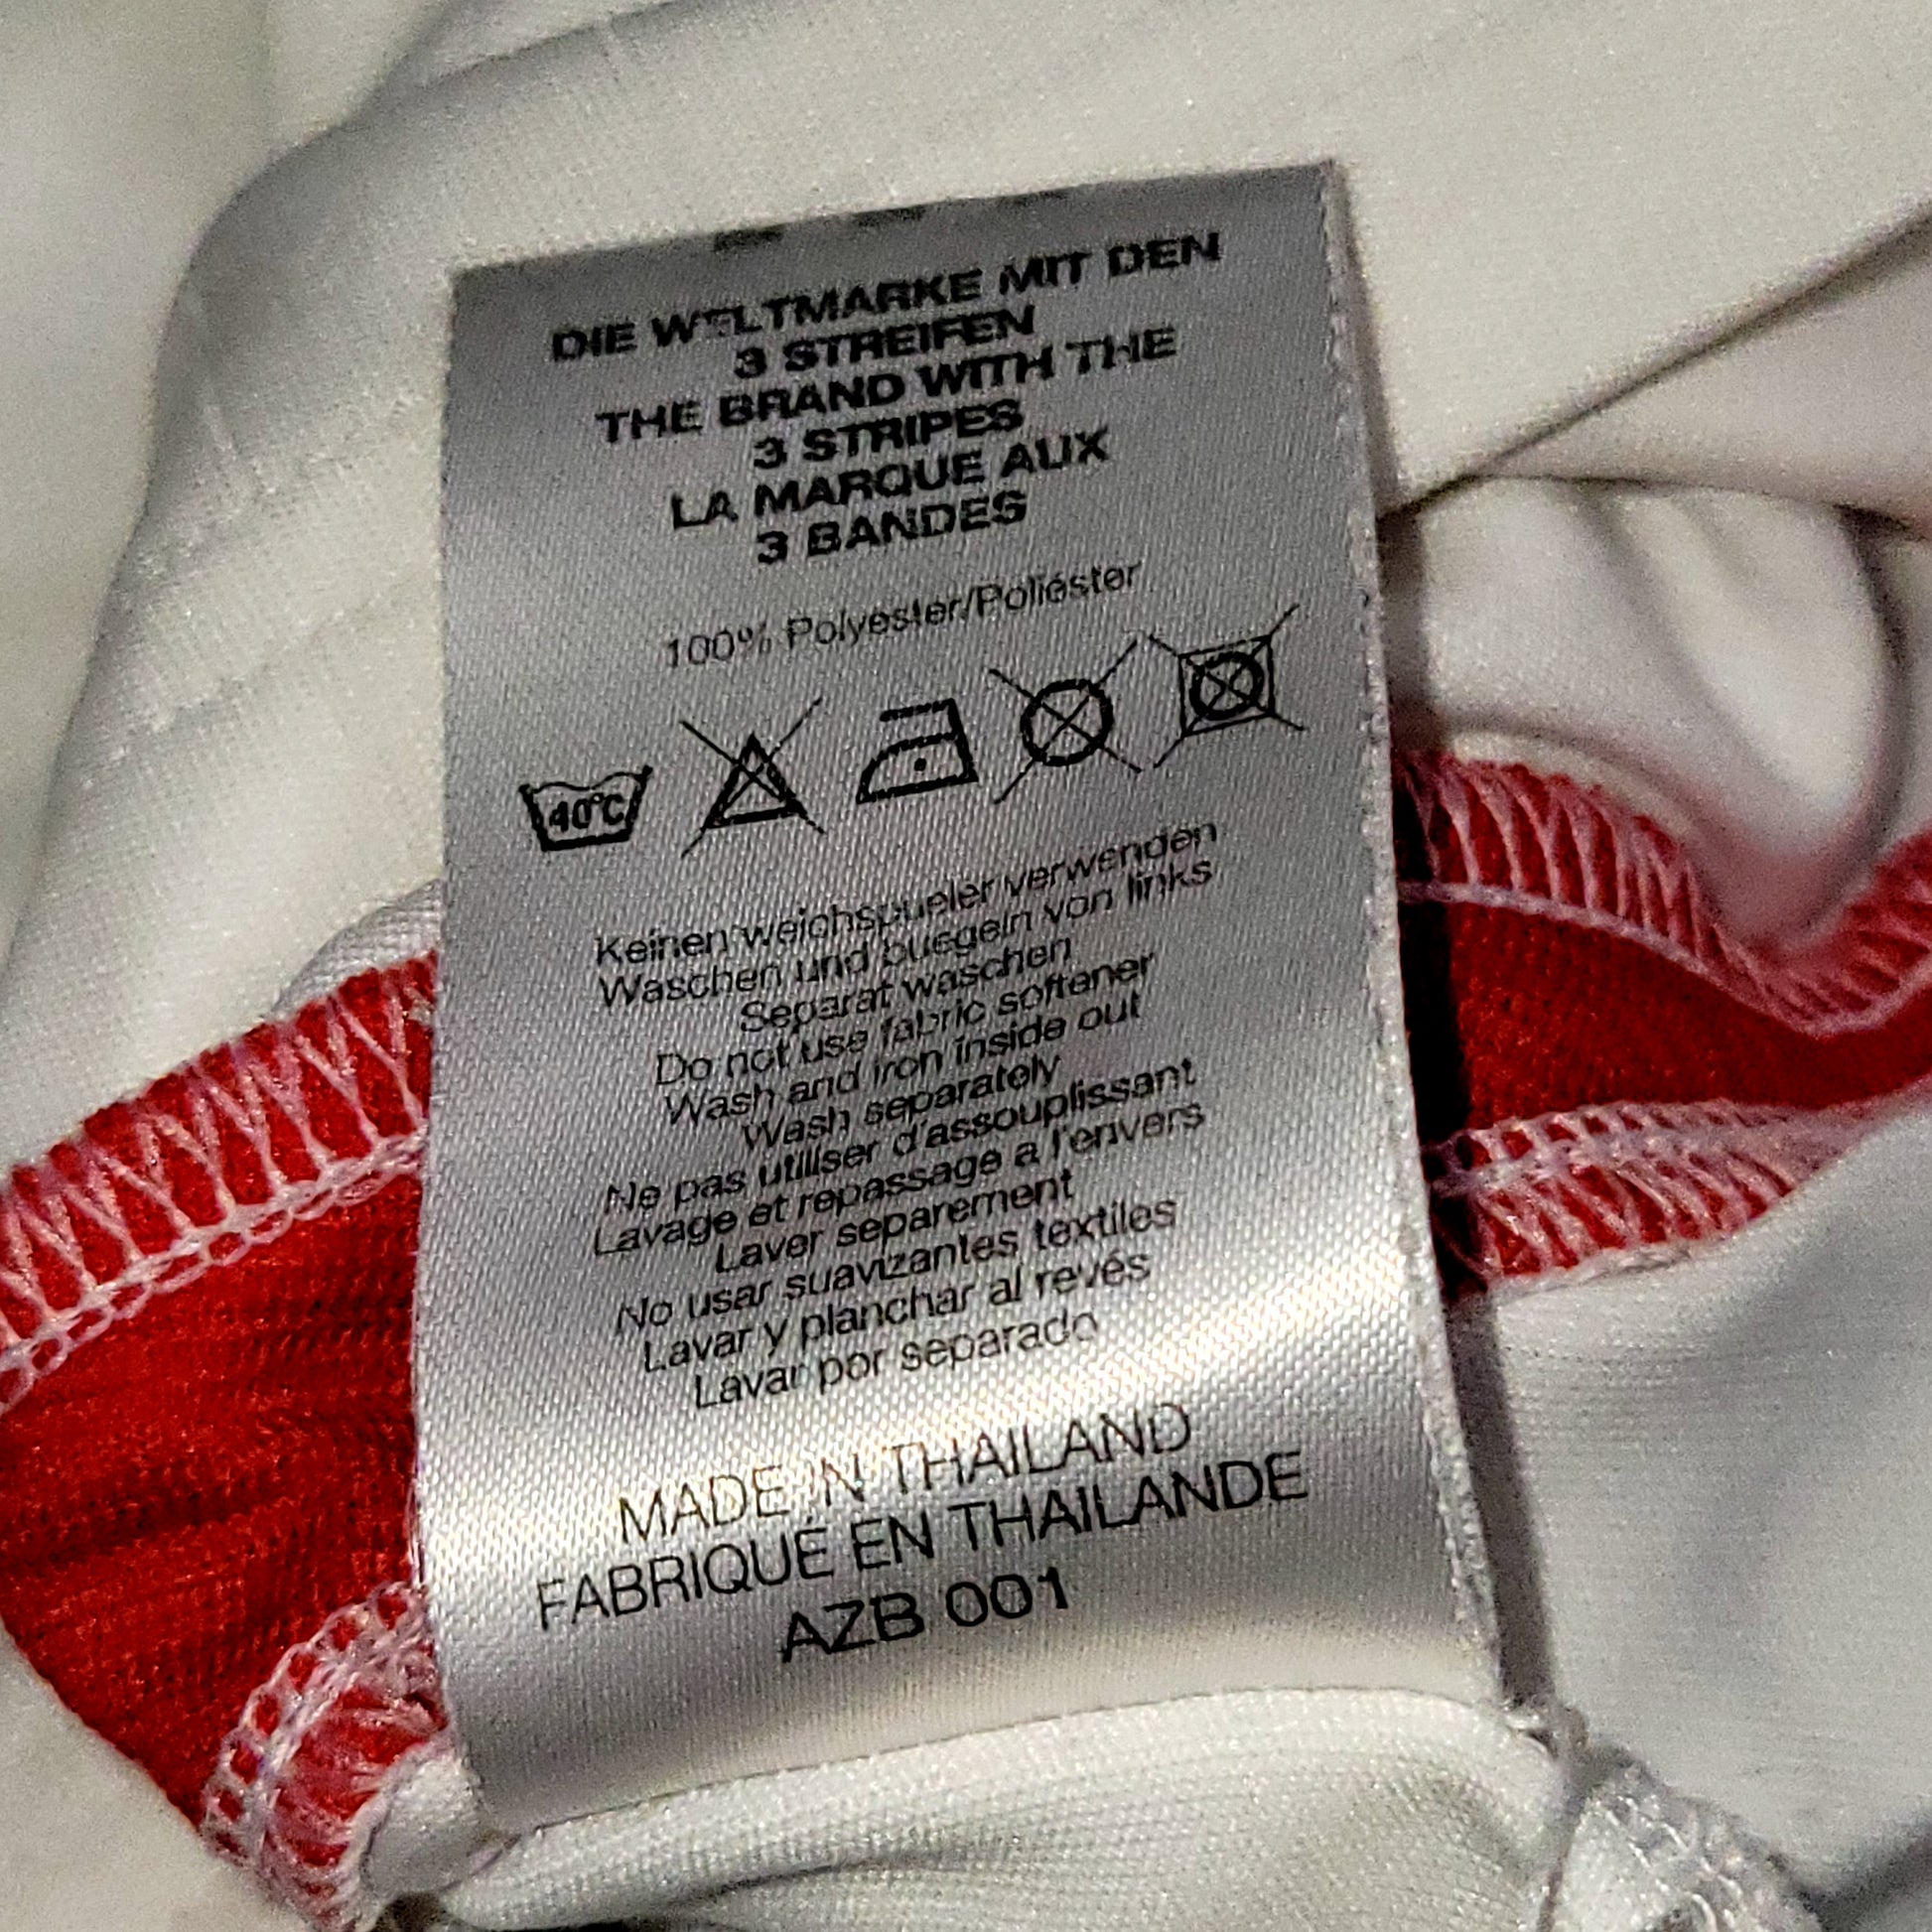 DIE WELTMARKE MIT DEN
3 STREIFEN
THE BRAND WITH THE
3 STRIPES
LA MARQUE AUX
3 BANDES
100% Polyester/Poliéster
40°C
Keinen weichspueler verwenden
Waschen und buegeln von links
Separat waschen
Do not use fabric softener
Wash and iron inside out
Wash separately
Ne pas utiliser d'assouplissant
Lavage et repassage a l'envers
Laver separement
No usar suavizantes textiles
Lavar y planchar al revés
Lavar por separado
MADE IN THAILAND
FABRIQUÉ EN THAILANDE
AZB 001